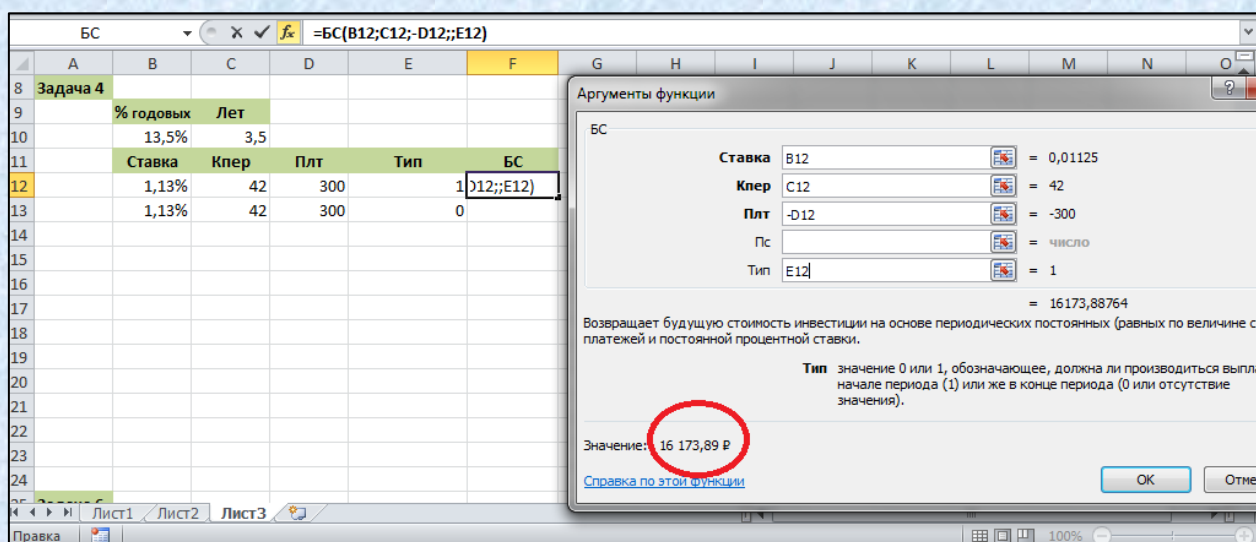 БС fx =БС(B12;C12;-D12;;E12)
A B C D E F G H I J K L M N O
8 Задача 4
9 % годовых Лет
10 13,5% 3,5
11 Ставка Кпер Плт Тип БС
12 1,13% 42 300 1 D12;;E12)
13 1,13% 42 300 0
14
15
16
17
18
19
20
21
22
23
24
Аргументы функции
БС
Ставка B12 = 0,01125
Кпер C12 = 42
Плт -D12 = -300
Пс = число
Тип E12 = 1
= 16173,88764
Возвращает будущую стоимость инвестиции на основе периодических постоянных (равных по величине с
платежей и постоянной процентной ставки.
Тип значение 0 или 1, обозначающее, должна ли производиться выпл
начале периода (1) или же в конце периода (0 или отсутствие
значения).
Значение: 16 173,89 ₽
Справка по этой функции
ОК Отме
Лист1 Лист2 Лист3
Правка 100%